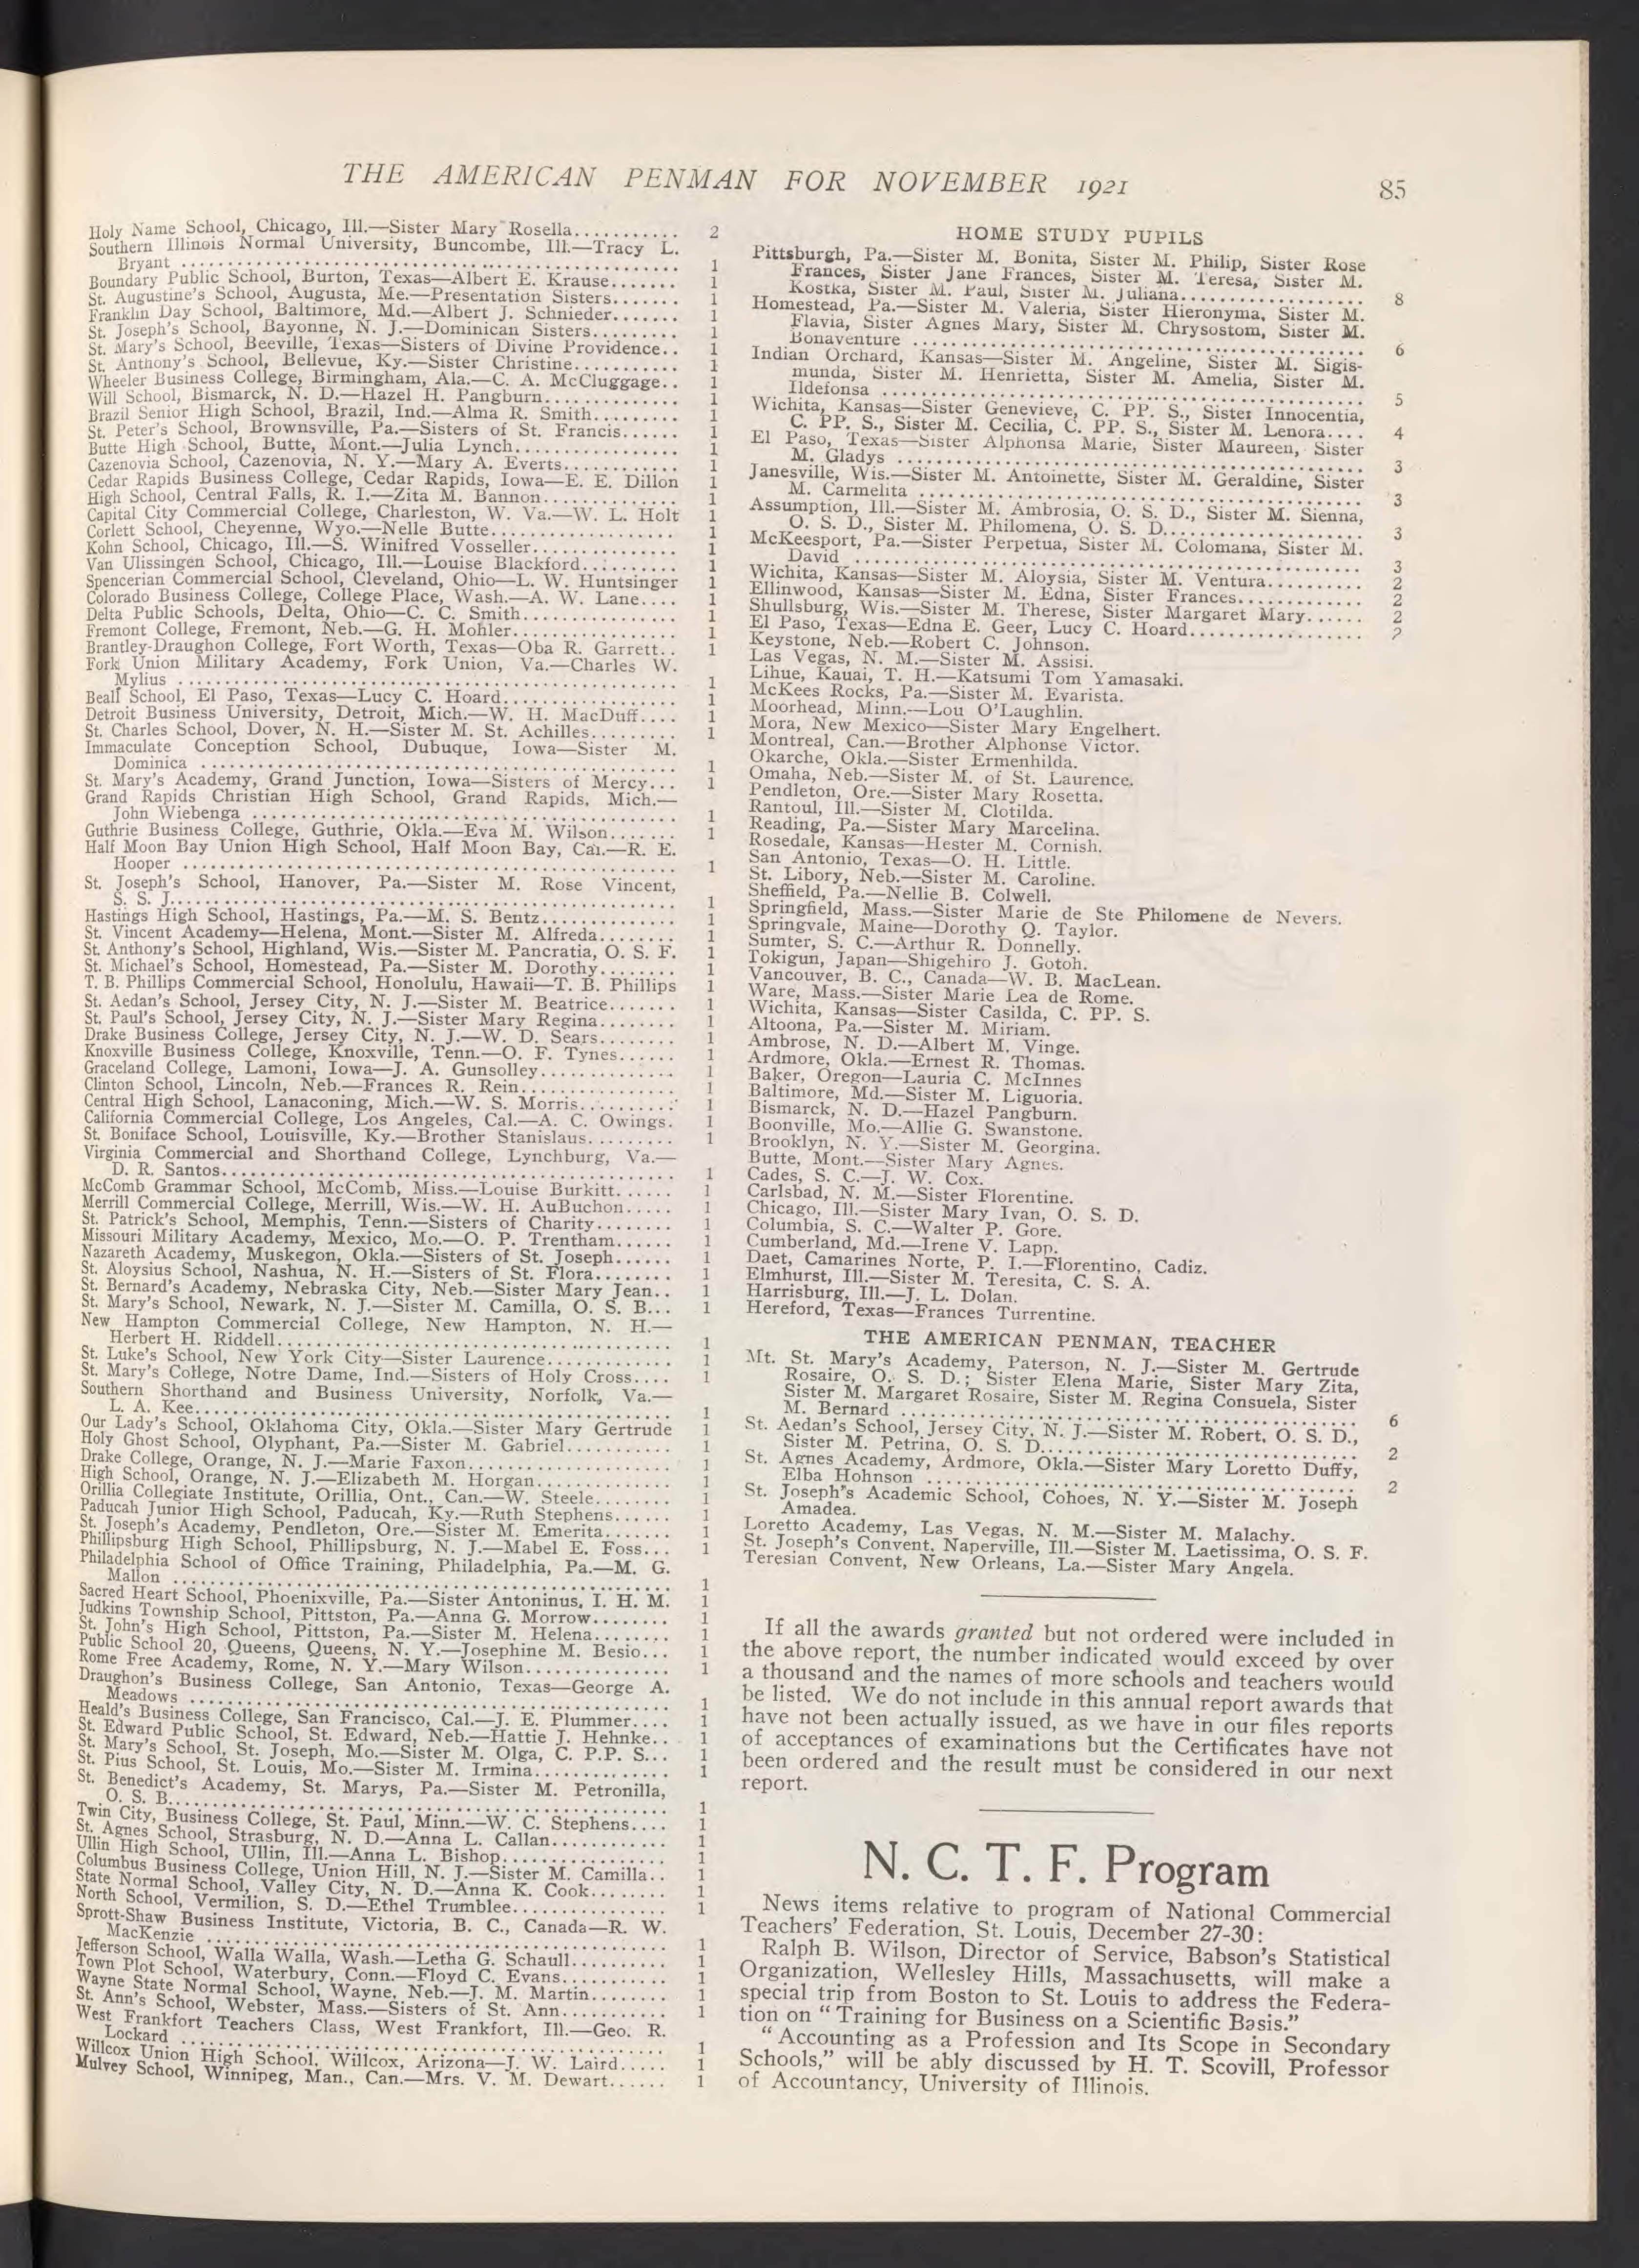 THE AMERICAN PENMAN FOR NOVEMBER 1921
85
Holy Name School, Chicago, Ill.—Sister Mary Rosella........... 2
Southern Illinois Normal University, Buncombe, Ill.—Tracy L.
Bryant ........................................ 1
Boundary Public School, Burton, Texas—Albert E. Krause....... 1
St. Augustine's School, Augusta, Me.—Presentation Sisters....... 1
Franklin Day School, Baltimore, Md.—Albert J. Schnieder....... 1
St. Joseph's School, Bayonne, N. J.—Dominican Sisters......... 1
St. Mary's School, Beeville, Texas—Sisters of Divine Providence.. 1
St. Anthony's School, Bellevue, Ky.—Sister Christine........... 1
Wheeler Business College, Birmingham, Ala.—C. A. McCluggage.. 1
Will School, Bismarck, N. D.—Hazel H. Pangburn.............. 1
Brazil Senior High School, Brazil, Ind.—Alma R. Smith......... 1
St. Peter's School, Brownsville, Pa.—Sisters of St. Francis...... 1
Butte High School, Butte, Mont.—Julia Lynch................. 1
Cazenovia School, Cazenovia, N. Y.—Mary A. Everts............ 1
Cedar Rapids Business College, Cedar Rapids, Iowa—E. E. Dillon 1
High School, Central Falls, R. I.—Zita M. Bannon.............. 1
Capital City Commercial College, Charleston, W. Va.—W. L. Holt 1
Corlett School, Cheyenne, Wyo.—Nelle Butte................... 1
Kohn School, Chicago, Ill.—S. Winifred Vosseller............... 1
Van Ulissingen School, Chicago, Ill.—Louise Blackford.......... 1
Spencerian Commercial School, Cleveland, Ohio—L. W. Huntsinger 1
Colorado Business College, College Place, Wash.—A. W. Lane.... 1
Delta Public Schools, Delta, Ohio—C. C. Smith................ 1
Fremont College, Fremont, Neb.—G. H. Mohler................. 1
Brantley-Draughon College, Fort Worth, Texas—Oba R. Garrett.. 1
Fork Union Military Academy, Fork Union, Va.—Charles W.
Mylius ........................................ 1
Beall School, El Paso, Texas—Lucy C. Hoard.................. 1
Detroit Business University, Detroit, Mich.—W. H. MacDuff.... 1
St. Charles School, Dover, N. H.—Sister M. St. Achilles......... 1
Immaculate Conception School, Dubuque, Iowa—Sister M.
Dominica ........................................ 1
St. Mary's Academy, Grand Junction, Iowa—Sisters of Mercy... 1
Grand Rapids Christian High School, Grand Rapids, Mich.—
John Wiebenga ........................................ 1
Guthrie Business College, Guthrie, Okla.—Eva M. Wilson....... 1
Half Moon Bay Union High School, Half Moon Bay, Cal.—R. E.
Hooper ........................................ 1
St. Joseph's School, Hanover, Pa.—Sister M. Rose Vincent,
S. S. J........................................ 1
Hastings High School, Hastings, Pa.—M. S. Bentz.............. 1
St. Vincent Academy—Helena, Mont.—Sister M. Alfreda........ 1
St. Anthony's School, Highland, Wis.—Sister M. Pancratia, O. S. F. 1
St. Michael's School, Homestead, Pa.—Sister M. Dorothy........ 1
T. B. Phillips Commercial School, Honolulu, Hawaii—T. B. Phillips 1
St. Aedan's School, Jersey City, N. J.—Sister M. Beatrice....... 1
St. Paul's School, Jersey City, N. J.—Sister Mary Regina........ 1
Drake Business College, Jersey City, N. J.—W. D. Sears........ 1
Knoxville Business College, Knoxville, Tenn.—O. F. Tynes...... 1
Graceland College, Lamoni, Iowa—J. A. Gunsolley.............. 1
Clinton School, Lincoln, Neb.—Frances R. Rein................ 1
Central High School, Lanaconing, Mich.—W. S. Morris.......... 1
California Commercial College, Los Angeles, Cal.—A. C. Owings. 1
St. Boniface School, Louisville, Ky.—Brother Stanislaus......... 1
Virginia Commercial and Shorthand College, Lynchburg, Va.—
D. R. Santos........................................ 1
McComb Grammar School, McComb, Miss.—Louise Burkitt...... 1
Merrill Commercial College, Merrill, Wis.—W. H. AuBuchon..... 1
St. Patrick's School, Memphis, Tenn.—Sisters of Charity........ 1
Missouri Military Academy, Mexico, Mo.—O. P. Trentham...... 1
Nazareth Academy, Muskegon, Okla.—Sisters of St. Joseph...... 1
St. Aloysius School, Nashua, N. H.—Sisters of St. Flora........ 1
St. Bernard's Academy, Nebraska City, Neb.—Sister Mary Jean.. 1
St. Mary's School, Newark, N. J.—Sister M. Camilla, O. S. B... 1
New Hampton Commercial College, New Hampton, N. H.—
Herbert H. Riddell........................................ 1
St. Luke's School, New York City—Sister Laurence............. 1
St. Mary's College, Notre Dame, Ind.—Sisters of Holy Cross.... 1
Southern Shorthand and Business University, Norfolk, Va.—
L. A. Kee........................................ 1
Our Lady's School, Oklahoma City, Okla.—Sister Mary Gertrude 1
Holy Ghost School, Olyphant, Pa.—Sister M. Gabriel........... 1
Drake College, Orange, N. J.—Marie Faxon..................... 1
High School, Orange, N. J.—Elizabeth M. Horgan.............. 1
Orillia Collegiate Institute, Orillia, Ont., Can.—W. Steele........ 1
Paducah Junior High School, Paducah, Ky.—Ruth Stephens...... 1
St. Joseph's Academy, Pendleton, Ore.—Sister M. Emerita....... 1
Phillipsburg High School, Phillipsburg, N. J.—Mabel E. Foss... 1
Philadelphia School of Office Training, Philadelphia, Pa.—M. G.
Mallon ........................................ 1
Sacred Heart School, Phoenixville, Pa.—Sister Antoninus, I. H. M. 1
Judkins Township School, Pittston, Pa.—Anna G. Morrow........ 1
St. John's High School, Pittston, Pa.—Sister M. Helena........ 1
Public School 20, Queens, Queens, N. Y.—Josephine M. Besio... 1
Rome Free Academy, Rome, N. Y.—Mary Wilson............... 1
Draughon's Business College, San Antonio, Texas—George A.
Meadows ........................................ 1
Heald's Business College, San Francisco, Cal.—J. E. Plummer.... 1
St. Edward Public School, St. Edward, Neb.—Hattie J. Hehnke.. 1
St. Mary's School, St. Joseph, Mo.—Sister M. Olga, C. P.P. S... 1
St. Pius School, St. Louis, Mo.—Sister M. Irmina.............. 1
St. Benedict's Academy, St. Marys, Pa.—Sister M. Petronilla,
O. S. B........................................ 1
Twin City, Business College, St. Paul, Minn.—W. C. Stephens.... 1
St. Agnes School, Strasburg, N. D.—Anna L. Callan............ 1
Ullin High School, Ullin, Ill.—Anna L. Bishop................. 1
Columbus Business College, Union Hill, N. J.—Sister M. Camilla.. 1
State Normal School, Valley City, N. D.—Anna K. Cook........ 1
North School, Vermilion, S. D.—Ethel Trumblee................ 1
Sprott-Shaw Business Institute, Victoria, B. C., Canada—R. W.
MacKenzie ........................................ 1
Jefferson School, Walla Walla, Wash.—Letha G. Schaull.......... 1
Town Plot School, Waterbury, Conn.—Floyd C. Evans........... 1
Wayne State Normal School, Wayne, Neb.—J. M. Martin........ 1
St. Ann's School, Webster, Mass.—Sisters of St. Ann........... 1
West Frankfort Teachers Class, West Frankfort, Ill.—Geo. R.
Lockard ........................................ 1
Willcox Union High School, Willcox, Arizona—J. W. Laird..... 1
Mulvey School, Winnipeg, Man., Can.—Mrs. V. M. Dewart...... 1
HOME STUDY PUPILS
Pittsburgh, Pa.—Sister M. Bonita, Sister M. Philip, Sister Rose
Frances, Sister Jane Frances, Sister M. Teresa, Sister M.
Kostka, Sister M. Paul, Sister M. Juliana.................. 8
Homestead, Pa.—Sister M. Valeria, Sister Hieronyma, Sister M.
Flavia, Sister Agnes Mary, Sister M. Chrysostom, Sister M.
Bonaventure ........................................ 6
Indian Orchard, Kansas—Sister M. Angeline, Sister M. Sigis-
munda, Sister M. Henrietta, Sister M. Amelia, Sister M.
Ildefonsa ........................................ 5
Wichita, Kansas—Sister Genevieve, C. PP. S., Sister Innocentia,
C. PP. S., Sister M. Cecilia, C. PP. S., Sister M. Lenora.... 4
El Paso, Texas—Sister Alphonsa Marie, Sister Maureen, Sister
M. Gladys ........................................ 3
Janesville, Wis.—Sister M. Antoinette, Sister M. Geraldine, Sister
M. Carmelita ........................................ 3
Assumption, Ill.—Sister M. Ambrosia, O. S. D., Sister M. Sienna,
O. S. D., Sister M. Philomena, O. S. D.................... 3
McKeesport, Pa.—Sister Perpetua, Sister M. Colomana, Sister M.
David ........................................ 3
Wichita, Kansas—Sister M. Aloysia, Sister M. Ventura.......... 2
Ellinwood, Kansas—Sister M. Edna, Sister Frances............. 2
Shullsburg, Wis.—Sister M. Therese, Sister Margaret Mary...... 2
El Paso, Texas—Edna E. Geer, Lucy C. Hoard.................. 2
Keystone, Neb.—Robert C. Johnson.
Las Vegas, N. M.—Sister M. Assisi.
Lihue, Kauai, T. H.—Katsumi Tom Yamasaki.
McKees Rocks, Pa.—Sister M. Evarista.
Moorhead, Minn.—Lou O'Laughlin.
Mora, New Mexico—Sister Mary Engelhert.
Montreal, Can.—Brother Alphonse Victor.
Okarche, Okla.—Sister Ermenhilda.
Omaha, Neb.—Sister M. of St. Laurence.
Pendleton, Ore.—Sister Mary Rosetta.
Rantoul, Ill.—Sister M. Clotilda.
Reading, Pa.—Sister Mary Marcelina.
Rosedale, Kansas—Hester M. Cornish.
San Antonio, Texas—O. H. Little.
St. Libory, Neb.—Sister M. Caroline.
Sheffield, Pa.—Nellie B. Colwell.
Springfield, Mass.—Sister Marie de Ste Philomene de Nevers.
Springvale, Maine—Dorothy Q. Taylor.
Sumter, S. C.—Arthur R. Donnelly.
Tokigun, Japan—Shigehiro J. Gotoh.
Vancouver, B. C., Canada—W. B. MacLean.
Ware, Mass.—Sister Marie Lea de Rome.
Wichita, Kansas—Sister Casilda, C. PP. S.
Altoona, Pa.—Sister M. Miriam.
Ambrose, N. D.—Albert M. Vinge.
Ardmore, Okla.—Ernest R. Thomas.
Baker, Oregon—Lauria C. McInnes
Baltimore, Md.—Sister M. Liguoria.
Bismarck, N. D.—Hazel Pangburn.
Boonville, Mo.—Allie G. Swanstone.
Brooklyn, N. Y.—Sister M. Georgina.
Butte, Mont.—Sister Mary Agnes.
Cades, S. C.—J. W. Cox.
Carlsbad, N. M.—Sister Florentine.
Chicago, Ill.—Sister Mary Ivan, O. S. D.
Columbia, S. C.—Walter P. Gore.
Cumberland, Md.—Irene V. Lapp.
Daet, Camarines Norte, P. I.—Florentino, Cadiz.
Elmhurst, Ill.—Sister M. Teresita, C. S. A.
Harrisburg, Ill.—J. L. Dolan.
Hereford, Texas—Frances Turrentine.
THE AMERICAN PENMAN, TEACHER
Mt. St. Mary's Academy, Paterson, N. J.—Sister M. Gertrude
Rosaire, O. S. D.; Sister Elena Marie, Sister Mary Zita,
Sister M. Margaret Rosaire, Sister M. Regina Consuela, Sister
M. Bernard ........................................ 6
St. Aedan's School, Jersey City, N. J.—Sister M. Robert, O. S. D.,
Sister M. Petrina, O. S. D........................................ 2
St. Agnes Academy, Ardmore, Okla.—Sister Mary Loretto Duffy,
Elba Hohnson ........................................ 2
St. Joseph's Academic School, Cohoes, N. Y.—Sister M. Joseph
Amadea.
Loretto Academy, Las Vegas, N. M.—Sister M. Malachy.
St. Joseph's Convent, Naperville, Ill.—Sister M. Laetissima, O. S. F.
Teresian Convent, New Orleans, La.—Sister Mary Angela.
If all the awards granted but not ordered were included in
the above report, the number indicated would exceed by over
a thousand and the names of more schools and teachers would
be listed. We do not include in this annual report awards that
have not been actually issued, as we have in our files reports
of acceptances of examinations but the Certificates have not
been ordered and the result must be considered in our next
report.
N. C. T. F. Program
News items relative to program of National Commercial
Teachers' Federation, St. Louis, December 27-30:
Ralph B. Wilson, Director of Service, Babson's Statistical
Organization, Wellesley Hills, Massachusetts, will make a
special trip from Boston to St. Louis to address the Federa-
tion on "Training for Business on a Scientific Basis."
"Accounting as a Profession and Its Scope in Secondary
Schools," will be ably discussed by H. T. Scovill, Professor
of Accountancy, University of Illinois.